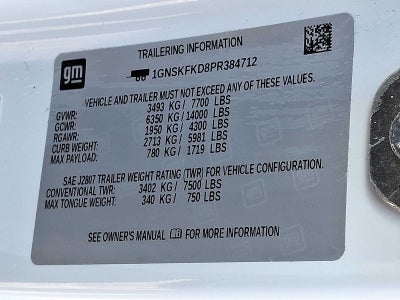 TRAILERING INFORMATION
gm
1GNSKFKD8PR384712
VEHICLE AND TRAILER MUST NOT EXCEED ANY OF THESE VALUES.
GVWR: 3493 KG / 7700 LBS
GCWR: 6350 KG / 14000 LBS
RGAWR: 1950 KG / 4300 LBS
CURB WEIGHT: 2713 KG / 5981 LBS
MAX PAYLOAD: 780 KG / 1719 LBS
SAE J2807 TRAILER WEIGHT RATING (TWR) FOR VEHICLE CONFIGURATION.
CONVENTIONAL TWR: 3402 KG / 7500 LBS
MAX TONGUE WEIGHT: 340 KG / 750 LBS
SEE OWNER'S MANUAL FOR MORE INFORMATION